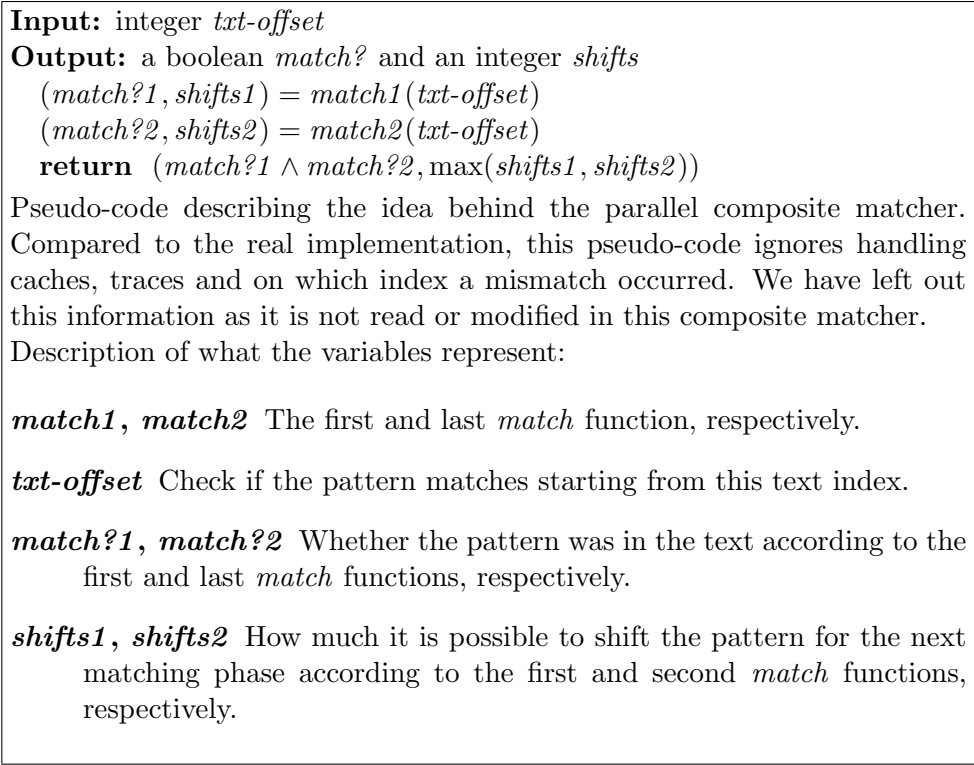 Input: integer txt-offset
Output: a boolean match? and an integer shifts
(match?1, shifts1) = match1(txt-offset)
(match?2, shifts2) = match2(txt-offset)
return (match?1 ∧ match?2, max(shifts1, shifts2))
Pseudo-code describing the idea behind the parallel composite matcher.
Compared to the real implementation, this pseudo-code ignores handling
caches, traces and on which index a mismatch occurred. We have left out
this information as it is not read or modified in this composite matcher.
Description of what the variables represent:
match1, match2 The first and last match function, respectively.
txt-offset Check if the pattern matches starting from this text index.
match?1, match?2 Whether the pattern was in the text according to the
first and last match functions, respectively.
shifts1, shifts2 How much it is possible to shift the pattern for the next
matching phase according to the first and second match functions,
respectively.